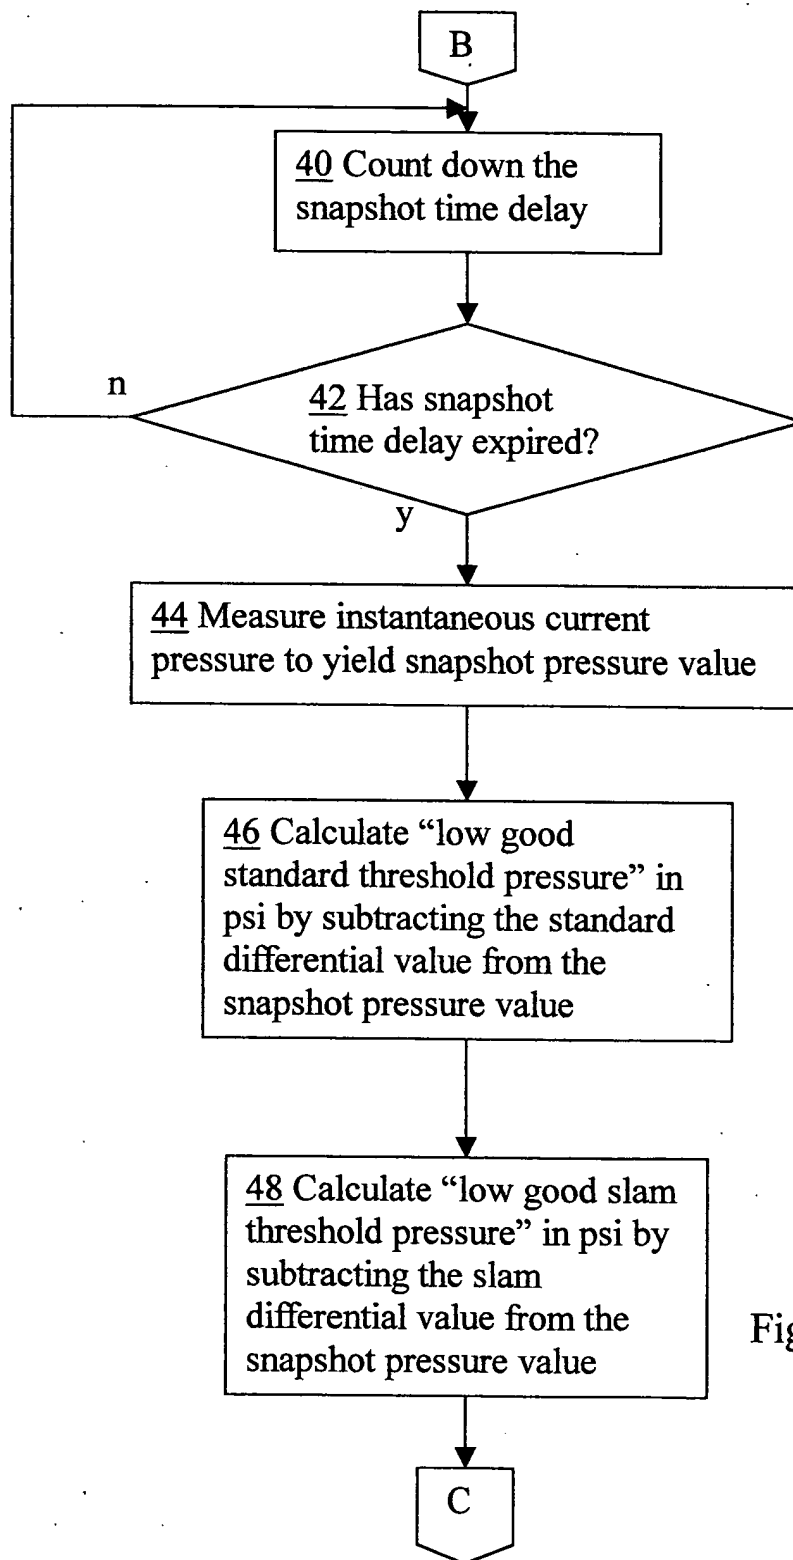 B
40 Count down the
snapshot time delay
n
42 Has snapshot
time delay expired?
y
44 Measure instantaneous current
pressure to yield snapshot pressure value
46 Calculate “low good
standard threshold pressure” in
psi by subtracting the standard
differential value from the
snapshot pressure value
48 Calculate “low good slam
threshold pressure” in psi by
subtracting the slam
differential value from the
snapshot pressure value
Fig
C